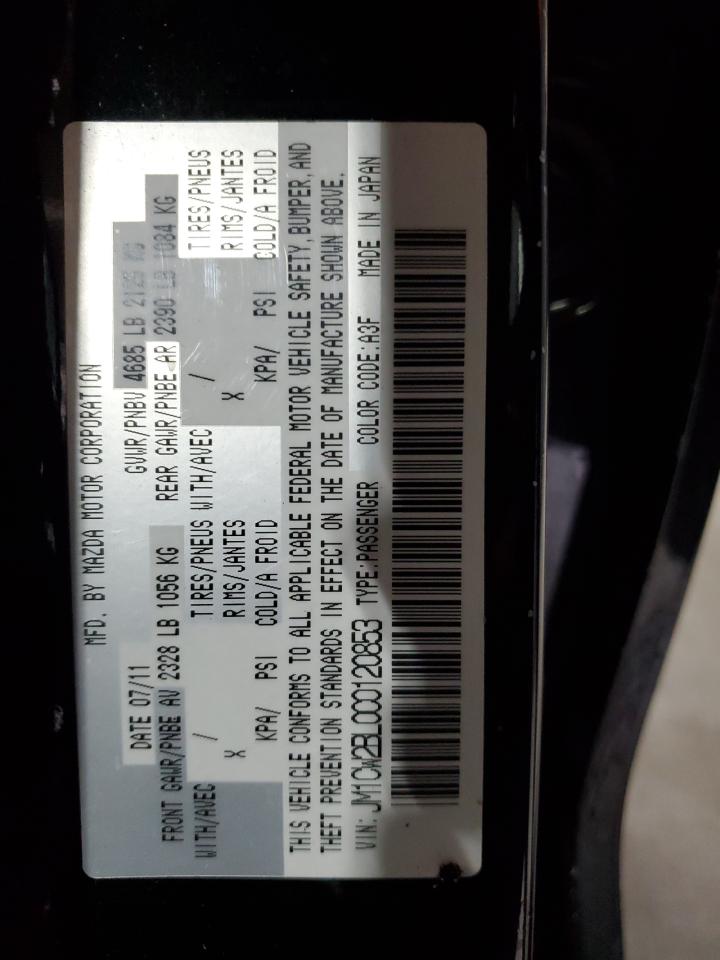 MFD. BY MAZDA MOTOR CORPORATION
DATE 07/11 GVWR/PNBV 4685 LB 2125 KG
FRONT GAWR/PNBE AV 2328 LB 1056 KG REAR GAWR/PNBE AR 2390 LB 1084 KG
WITH/AVEC / TIRES/PNEUS WITH/AVEC / TIRES/PNEUS
X RIMS/JANTES X RIMS/JANTES
KPA/ PSI COLD/A FROID KPA/ PSI COLD/A FROID
THIS VEHICLE CONFORMS TO ALL APPLICABLE FEDERAL MOTOR VEHICLE SAFETY, BUMPER, AND
THEFT PREVENTION STANDARDS IN EFFECT ON THE DATE OF MANUFACTURE SHOWN ABOVE.
VIN: JM1CW2BL0C0120853 TYPE:PASSENGER COLOR CODE:A3F MADE IN JAPAN